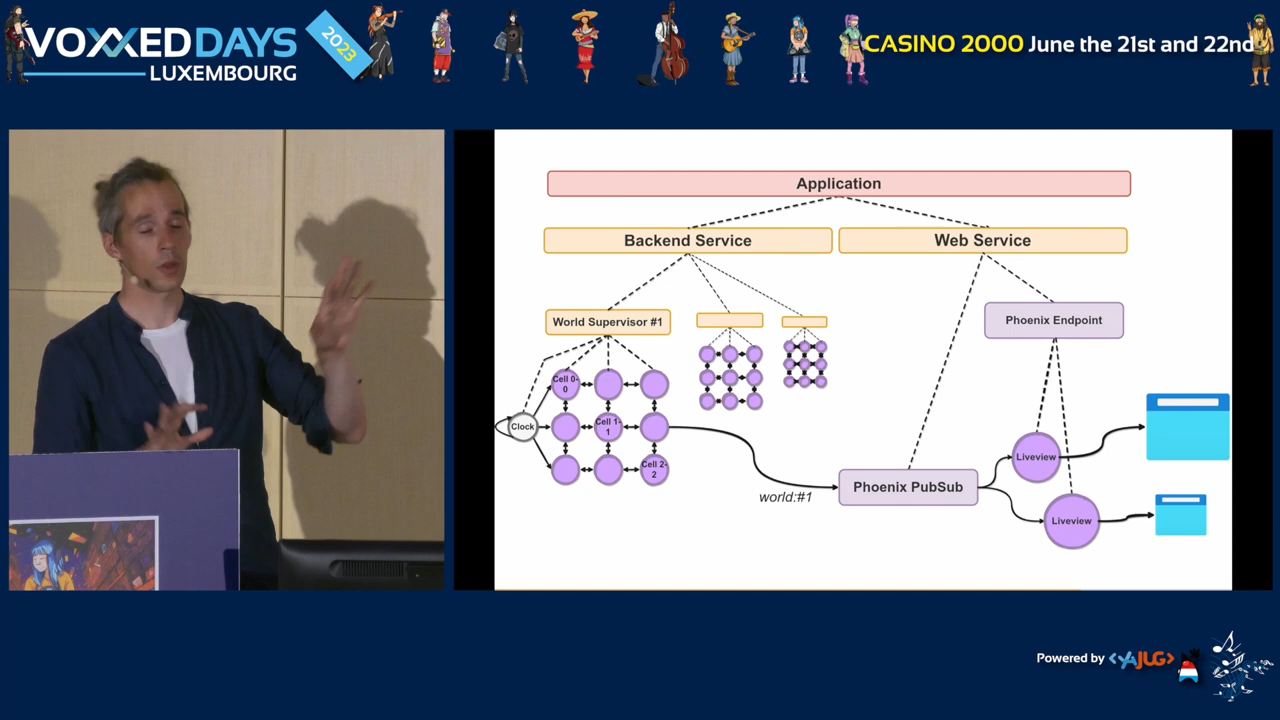 VOXXED DAYS
LUXEMBOURG
2023
CASINO 2000 June the 21st and 22nd
Application
Backend Service
Web Service
World Supervisor #1
Phoenix Endpoint
Cell 0-
0
Clock
Cell 1-
1
Cell 2-
2
world:#1
Phoenix PubSub
Liveview
Liveview
Powered by <YAJUG>